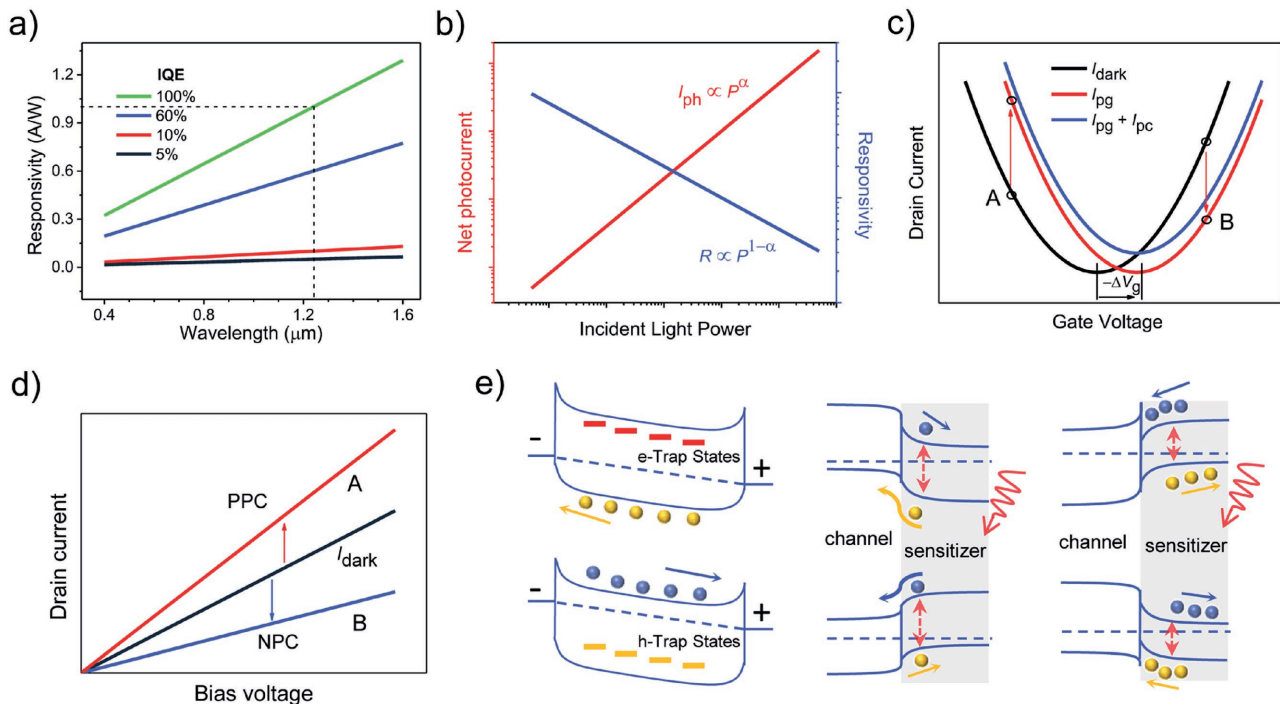 a)
IQE
100%
60%
10%
5%
1.2
0.9
0.6
0.3
0.0
0.4
0.8
1.2
1.6
Responsivity (A/W)
Wavelength (μm)
b)
I_ph ∝ P^α
R ∝ P^{1−α}
Net photocurrent
Responsivity
Incident Light Power
c)
I_dark
I_pg
I_pg + I_pc
A
B
−ΔV_g
Drain Current
Gate Voltage
d)
PPC
A
I_dark
NPC
B
Drain current
Bias voltage
e)
-
+
e-Trap States
-
+
h-Trap States
channel
sensitizer
channel
sensitizer